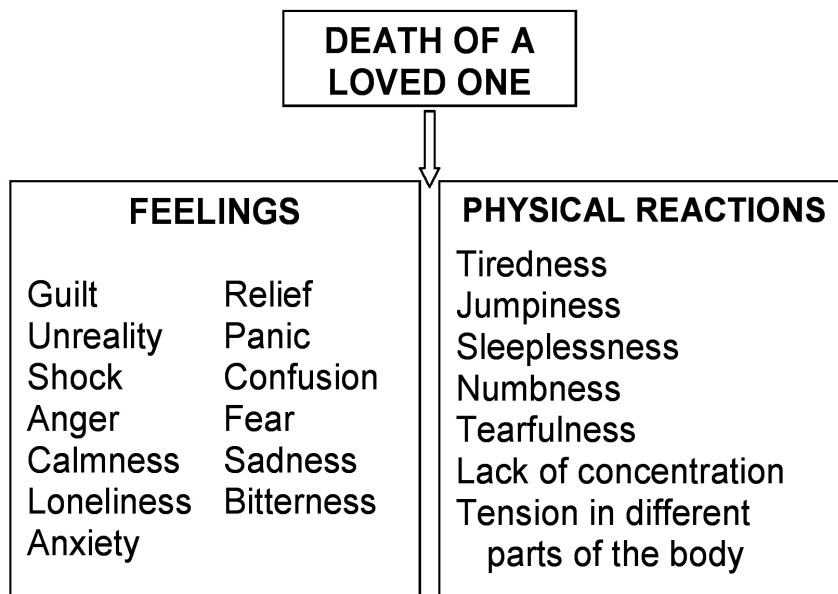 DEATH OF A
LOVED ONE
FEELINGS
Guilt
Unreality
Shock
Anger
Calmness
Loneliness
Anxiety
Relief
Panic
Confusion
Fear
Sadness
Bitterness
PHYSICAL REACTIONS
Tiredness
Jumpiness
Sleeplessness
Numbness
Tearfulness
Lack of concentration
Tension in different
parts of the body